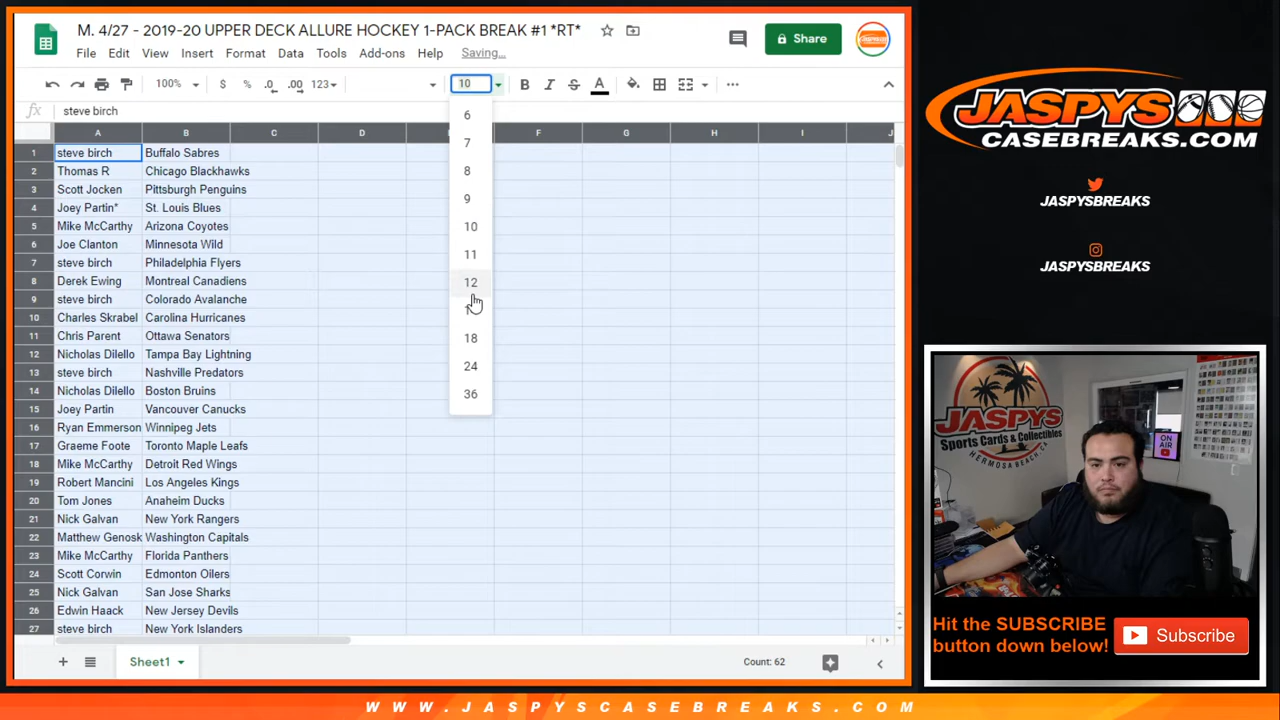 M. 4/27 - 2019-20 UPPER DECK ALLURE HOCKEY 1-PACK BREAK #1 *RT*
File Edit View Insert Format Data Tools Add-ons Help Saving...
Share
100% $ % .0 .00 123 10 B I S A
fx steve birch
A B C D E F G H I J
1 steve birch Buffalo Sabres
2 Thomas R Chicago Blackhawks
3 Scott Jocken Pittsburgh Penguins
4 Joey Partin* St. Louis Blues
5 Mike McCarthy Arizona Coyotes
6 Joe Clanton Minnesota Wild
7 steve birch Philadelphia Flyers
8 Derek Ewing Montreal Canadiens
9 steve birch Colorado Avalanche
10 Charles Skrabel Carolina Hurricanes
11 Chris Parent Ottawa Senators
12 Nicholas Dilello Tampa Bay Lightning
13 steve birch Nashville Predators
14 Nicholas Dilello Boston Bruins
15 Joey Partin Vancouver Canucks
16 Ryan Emmerson Winnipeg Jets
17 Graeme Foote Toronto Maple Leafs
18 Mike McCarthy Detroit Red Wings
19 Robert Mancini Los Angeles Kings
20 Tom Jones Anaheim Ducks
21 Nick Galvan New York Rangers
22 Matthew Genosk Washington Capitals
23 Mike McCarthy Florida Panthers
24 Scott Corwin Edmonton Oilers
25 Nick Galvan San Jose Sharks
26 Edwin Haack New Jersey Devils
27 steve birch New York Islanders
6
7
8
9
10
11
12
18
24
36
Sheet1
Count: 62
JASPYS
CASEBREAKS.COM
JASPYSBREAKS
JASPYSBREAKS
JASPYS
Sports Cards & Collectibles
HERMOSA BEACH, CA
ON AIR
Hit the SUBSCRIBE
button down below!
Subscribe
WWW.JASPYSCASEBREAKS.COM